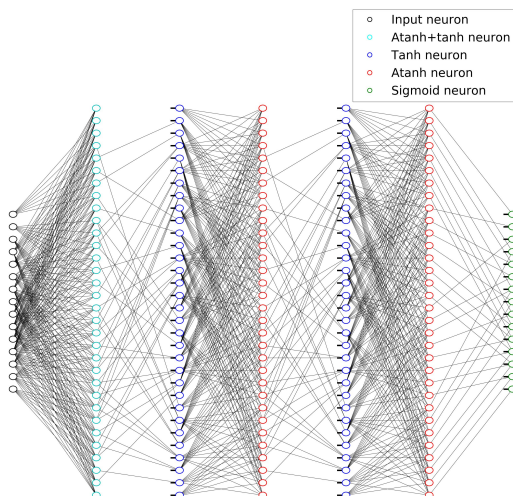 Input neuron
Atanh+tanh neuron
Tanh neuron
Atanh neuron
Sigmoid neuron